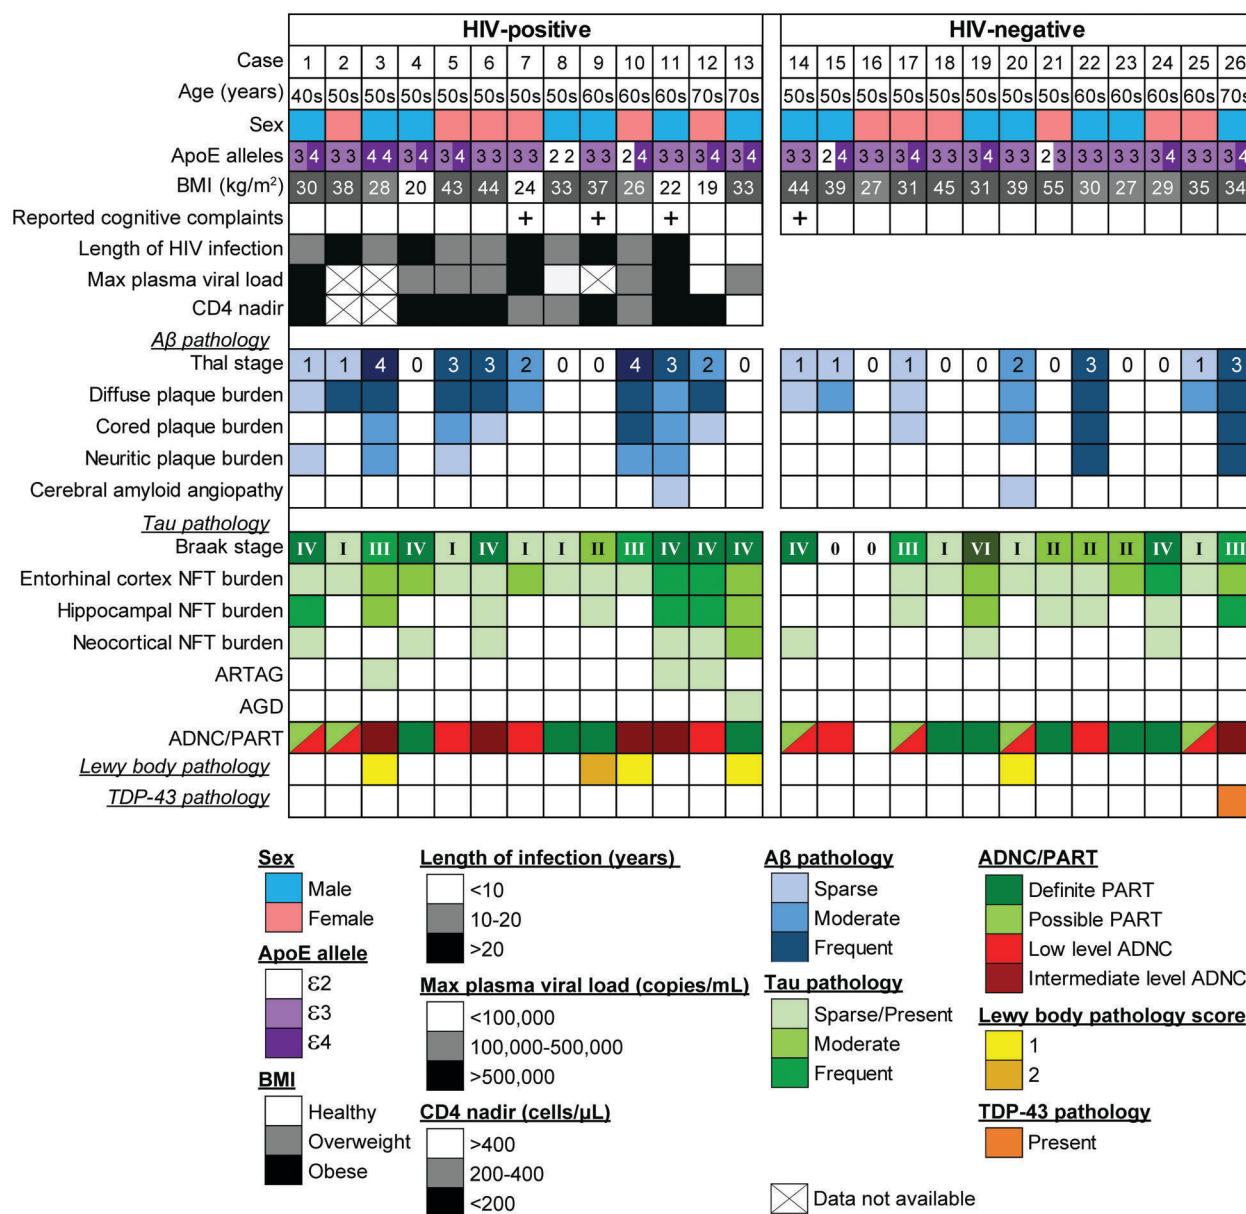 HIV-positive HIV-negative
Case 1 2 3 4 5 6 7 8 9 10 11 12 13 14 15 16 17 18 19 20 21 22 23 24 25 26
Age (years) 40s 50s 50s 50s 50s 50s 50s 50s 60s 60s 60s 70s 70s 50s 50s 50s 50s 50s 50s 50s 50s 60s 60s 60s 60s 70s
Sex
ApoE alleles 3 4 3 3 4 4 3 4 3 4 3 3 3 3 2 2 3 3 2 4 3 3 3 4 3 4 3 3 2 4 3 3 3 4 3 3 3 4 3 3 2 3 3 3 3 3 3 4 3 3 3 4
BMI (kg/m²) 30 38 28 20 43 44 24 33 37 26 22 19 33 44 39 27 31 45 31 39 55 30 27 29 35 34
Reported cognitive complaints + + + +
Length of HIV infection
Max plasma viral load
CD4 nadir
Aβ pathology
Thal stage 1 1 4 0 3 3 2 0 0 4 3 2 0 1 1 0 1 0 0 2 0 3 0 0 1 3
Diffuse plaque burden
Cored plaque burden
Neuritic plaque burden
Cerebral amyloid angiopathy
Tau pathology
Braak stage IV I III IV I IV I I II III IV IV IV IV 0 0 III I VI I II II II IV I III
Entorhinal cortex NFT burden
Hippocampal NFT burden
Neocortical NFT burden
ARTAG
AGD
ADNC/PART
Lewy body pathology
TDP-43 pathology
Sex
Male
Female
ApoE allele
ε2
ε3
ε4
BMI
Healthy
Overweight
Obese
Length of infection (years)
<10
10-20
>20
Max plasma viral load (copies/mL)
<100,000
100,000-500,000
>500,000
CD4 nadir (cells/µL)
>400
200-400
<200
Aβ pathology
Sparse
Moderate
Frequent
Tau pathology
Sparse/Present
Moderate
Frequent
Data not available
ADNC/PART
Definite PART
Possible PART
Low level ADNC
Intermediate level ADNC
Lewy body pathology score
1
2
TDP-43 pathology
Present